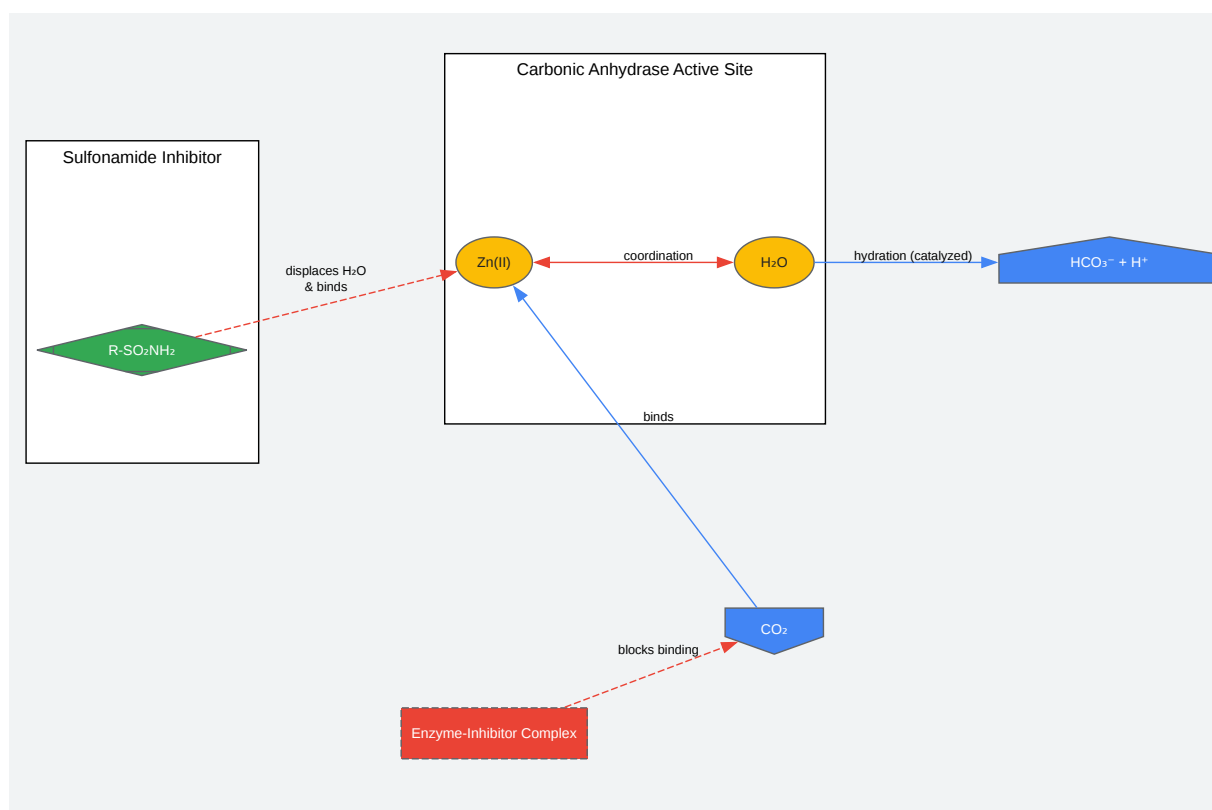 Carbonic Anhydrase Active Site
Sulfonamide Inhibitor
Zn(II)
coordination
H₂O
hydration (catalyzed)
HCO₃⁻ + H⁺
displaces H₂O
& binds
R-SO₂NH₂
binds
CO₂
blocks binding
Enzyme-Inhibitor Complex